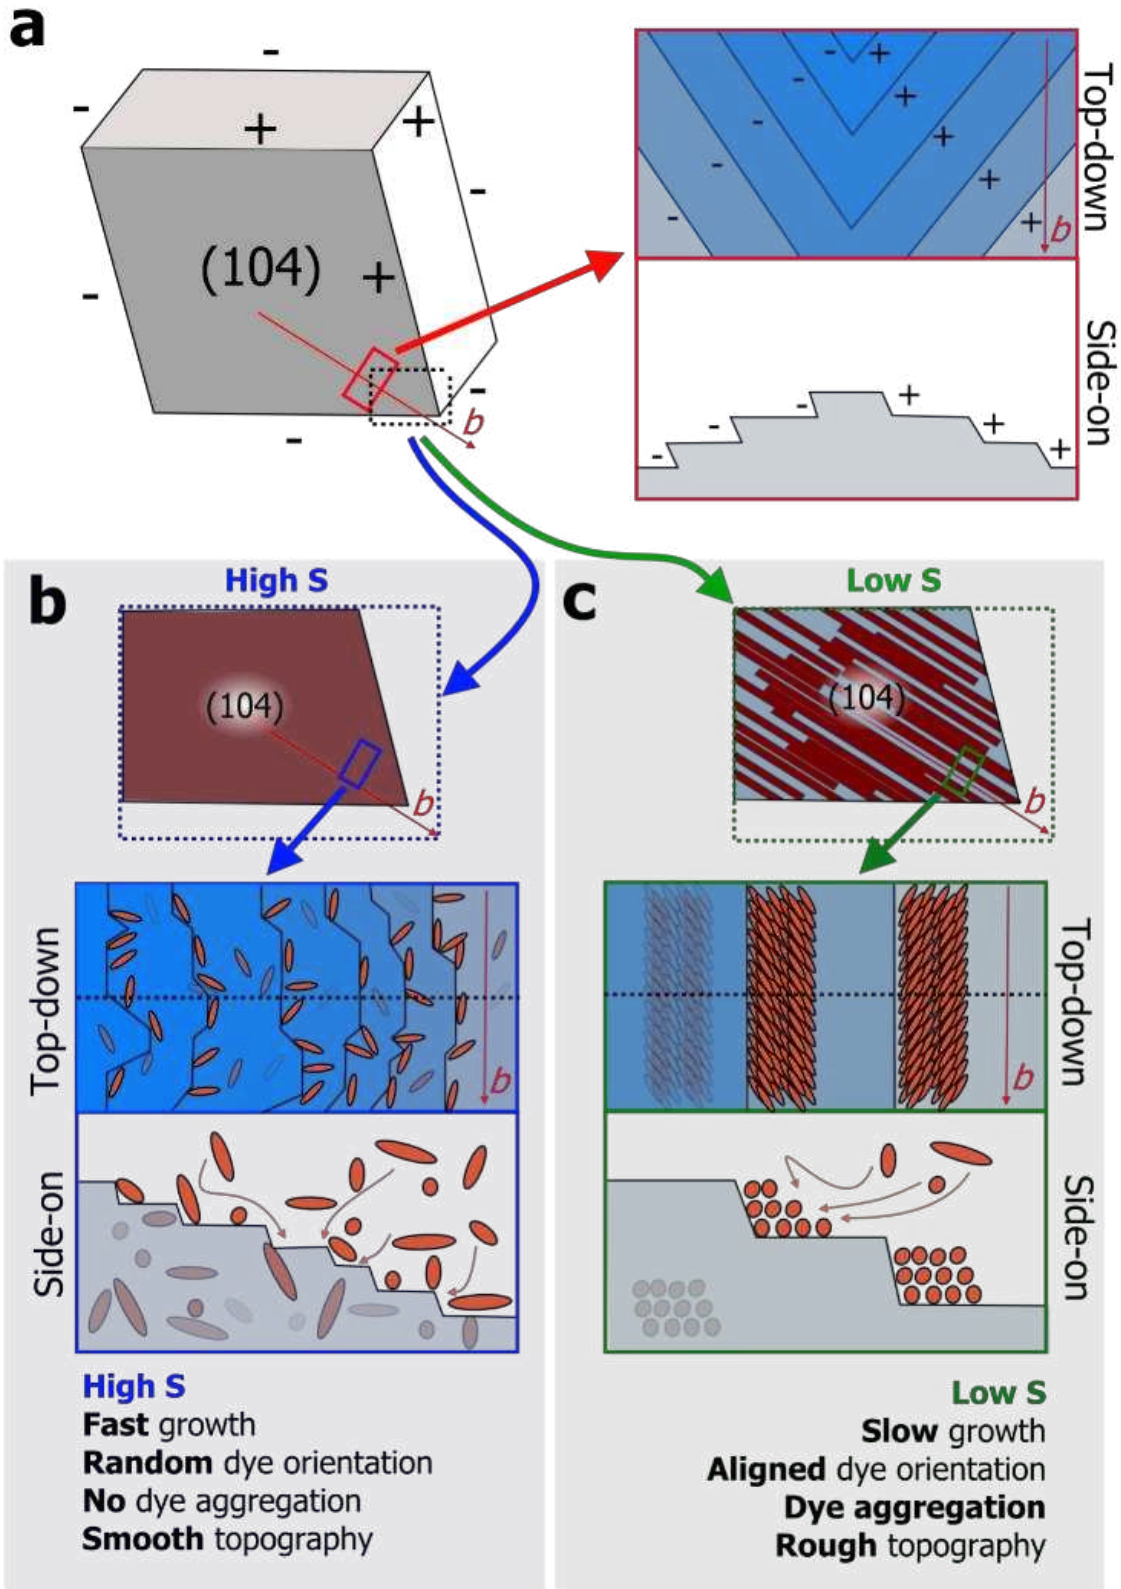 a
-
-
+
+
-
(104)
+
-
-
-
b
-
+
-
+
-
+
-
+
-
+
b
Top-down
-
+
-
+
-
+
Side-on
b
High S
(104)
b
Top-down
b
Side-on
High S
Fast growth
Random dye orientation
No dye aggregation
Smooth topography
c
Low S
(104)
b
Top-down
b
Side-on
Low S
Slow growth
Aligned dye orientation
Dye aggregation
Rough topography